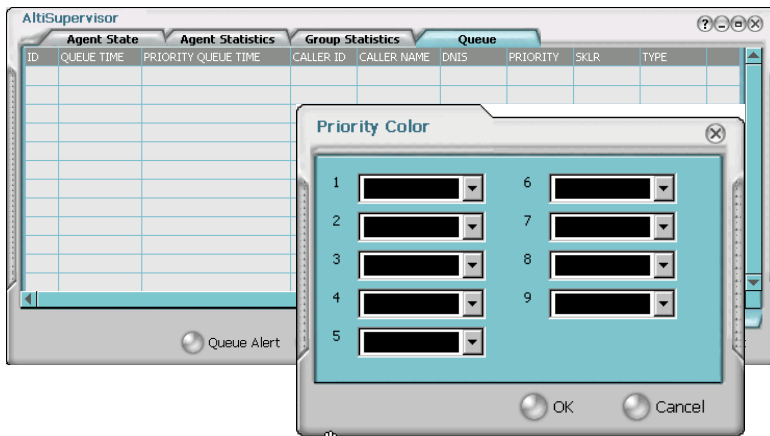 AltiSupervisor
Agent State Agent Statistics Group Statistics Queue
ID QUEUE TIME PRIORITY QUEUE TIME CALLER ID CALLER NAME DNIS PRIORITY SKLR TYPE
Priority Color
1 6
2 7
3 8
4 9
5
Queue Alert
OK Cancel